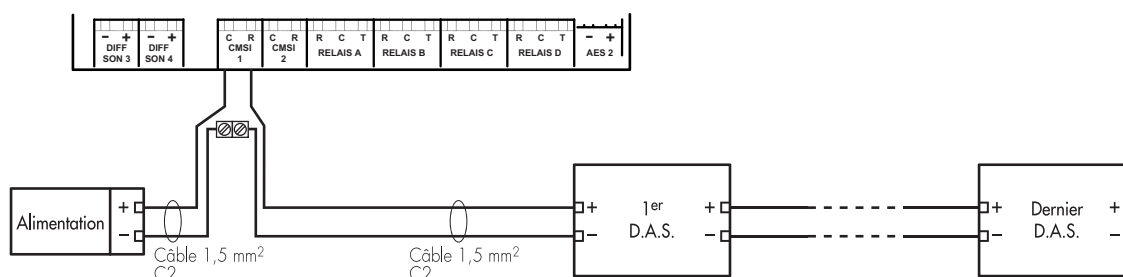 - + - + C R C R R C T R C T R C T R C T - +
DIFF DIFF CMSI CMSI RELAIS A RELAIS B RELAIS C RELAIS D AES 2
SON 3 SON 4 1 2
Alimentation + −
Câble 1,5 mm²
C2
Câble 1,5 mm²
C2
+ 1er +
− D.A.S. −
+ Dernier +
− D.A.S. −